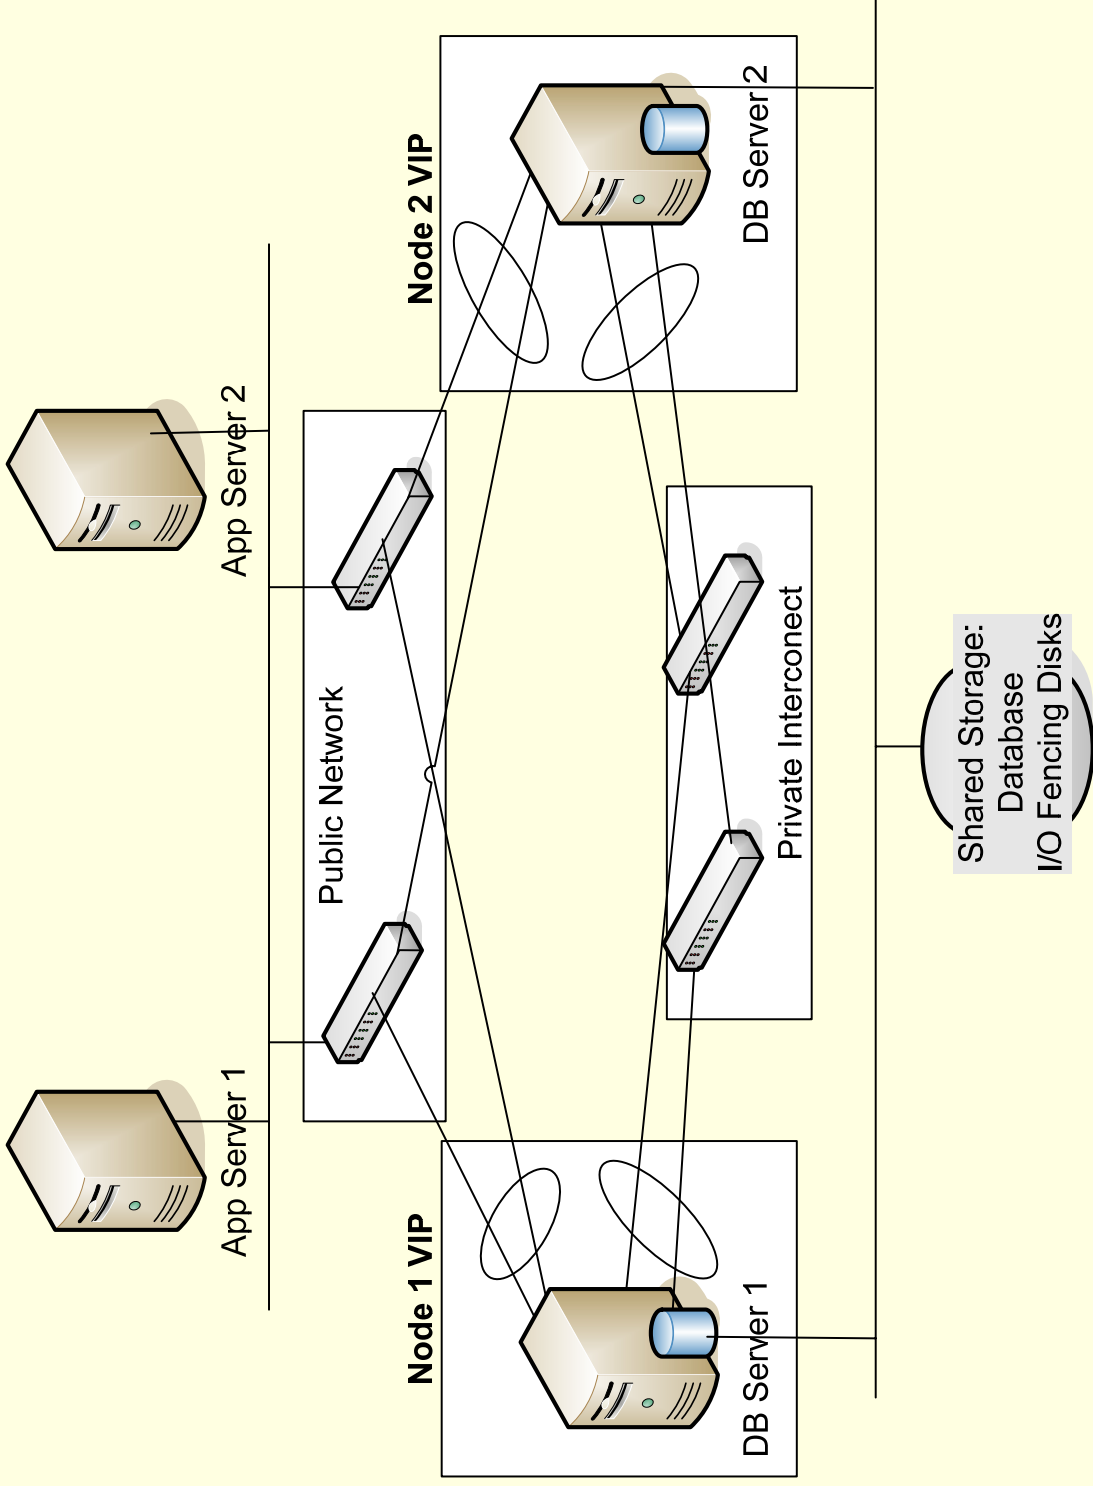 App Server 1
App Server 2
Public Network
Node 1 VIP
Node 2 VIP
DB Server 1
DB Server 2
Private Interconect
Shared Storage:
Database
I/O Fencing Disks